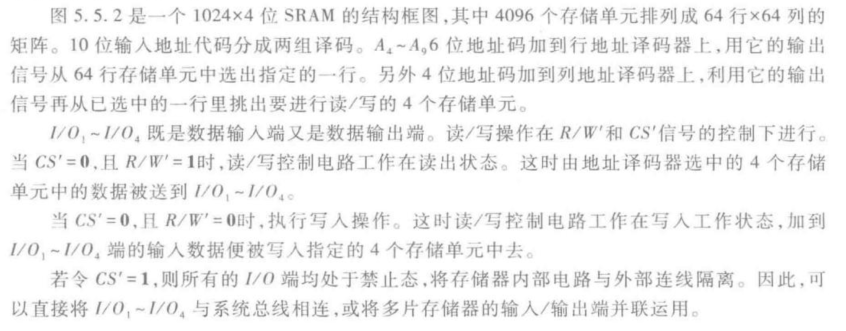 图 5.5.2 是一个 1024×4 位 SRAM 的结构框图,其中 4096 个存储单元排列成 64 行×64 列的
矩阵。10 位输入地址代码分成两组译码。A₄~A₉6 位地址码加到行地址译码器上,用它的输出
信号从 64 行存储单元中选出指定的一行。另外 4 位地址码加到列地址译码器上,利用它的输出
信号再从已选中的一行里挑出要进行读/写的 4 个存储单元。
I/O₁~I/O₄ 既是数据输入端又是数据输出端。读/写操作在 R/W′和 CS′信号的控制下进行。
当 CS′=0,且 R/W′=1时,读/写控制电路工作在读出状态。这时由地址译码器选中的 4 个存储
单元中的数据被送到 I/O₁~I/O₄。
当 CS′=0,且 R/W′=0时,执行写入操作。这时读/写控制电路工作在写入工作状态,加到
I/O₁~I/O₄ 端的输入数据便被写入指定的 4 个存储单元中去。
若令 CS′=1,则所有的 I/O 端均处于禁止态,将存储器内部电路与外部连线隔离。因此,可
以直接将 I/O₁~I/O₄ 与系统总线相连,或将多片存储器的输入/输出端并联运用。